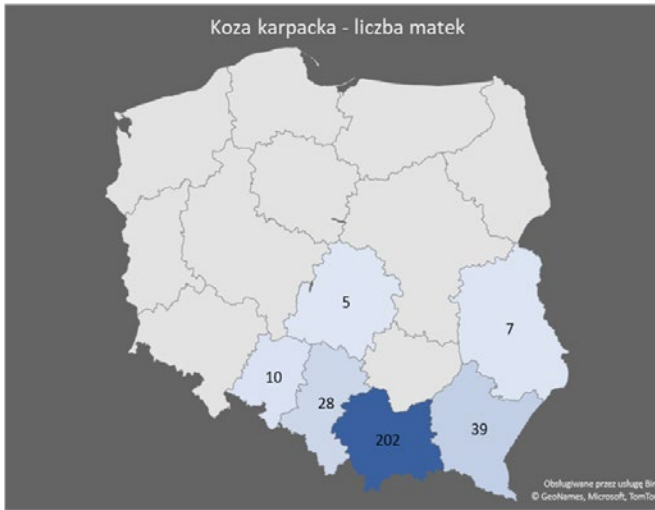 Koza karpacka - liczba matek
5
7
10
28
202
39
Obsługiwane przez usługę Bin
© GeoNames, Microsoft, TomTo